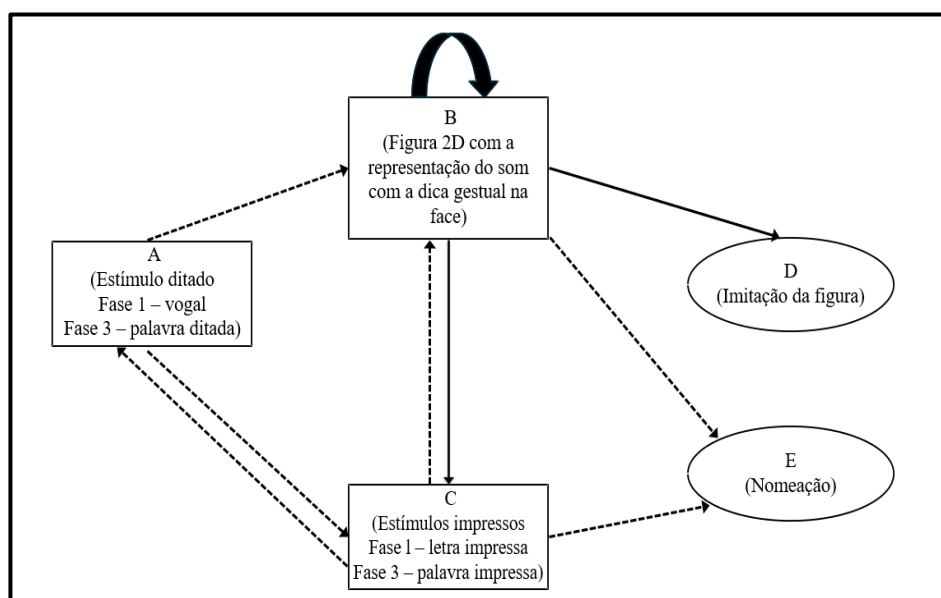 B
(Figura 2D com a
representação do som
com a dica gestual na
face)
A
(Estímulo ditado
Fase 1 – vogal
Fase 3 – palavra ditada)
D
(Imitação da figura)
E
(Nomeação)
C
(Estímulos impressos
Fase l – letra impressa
Fase 3 – palavra impressa)